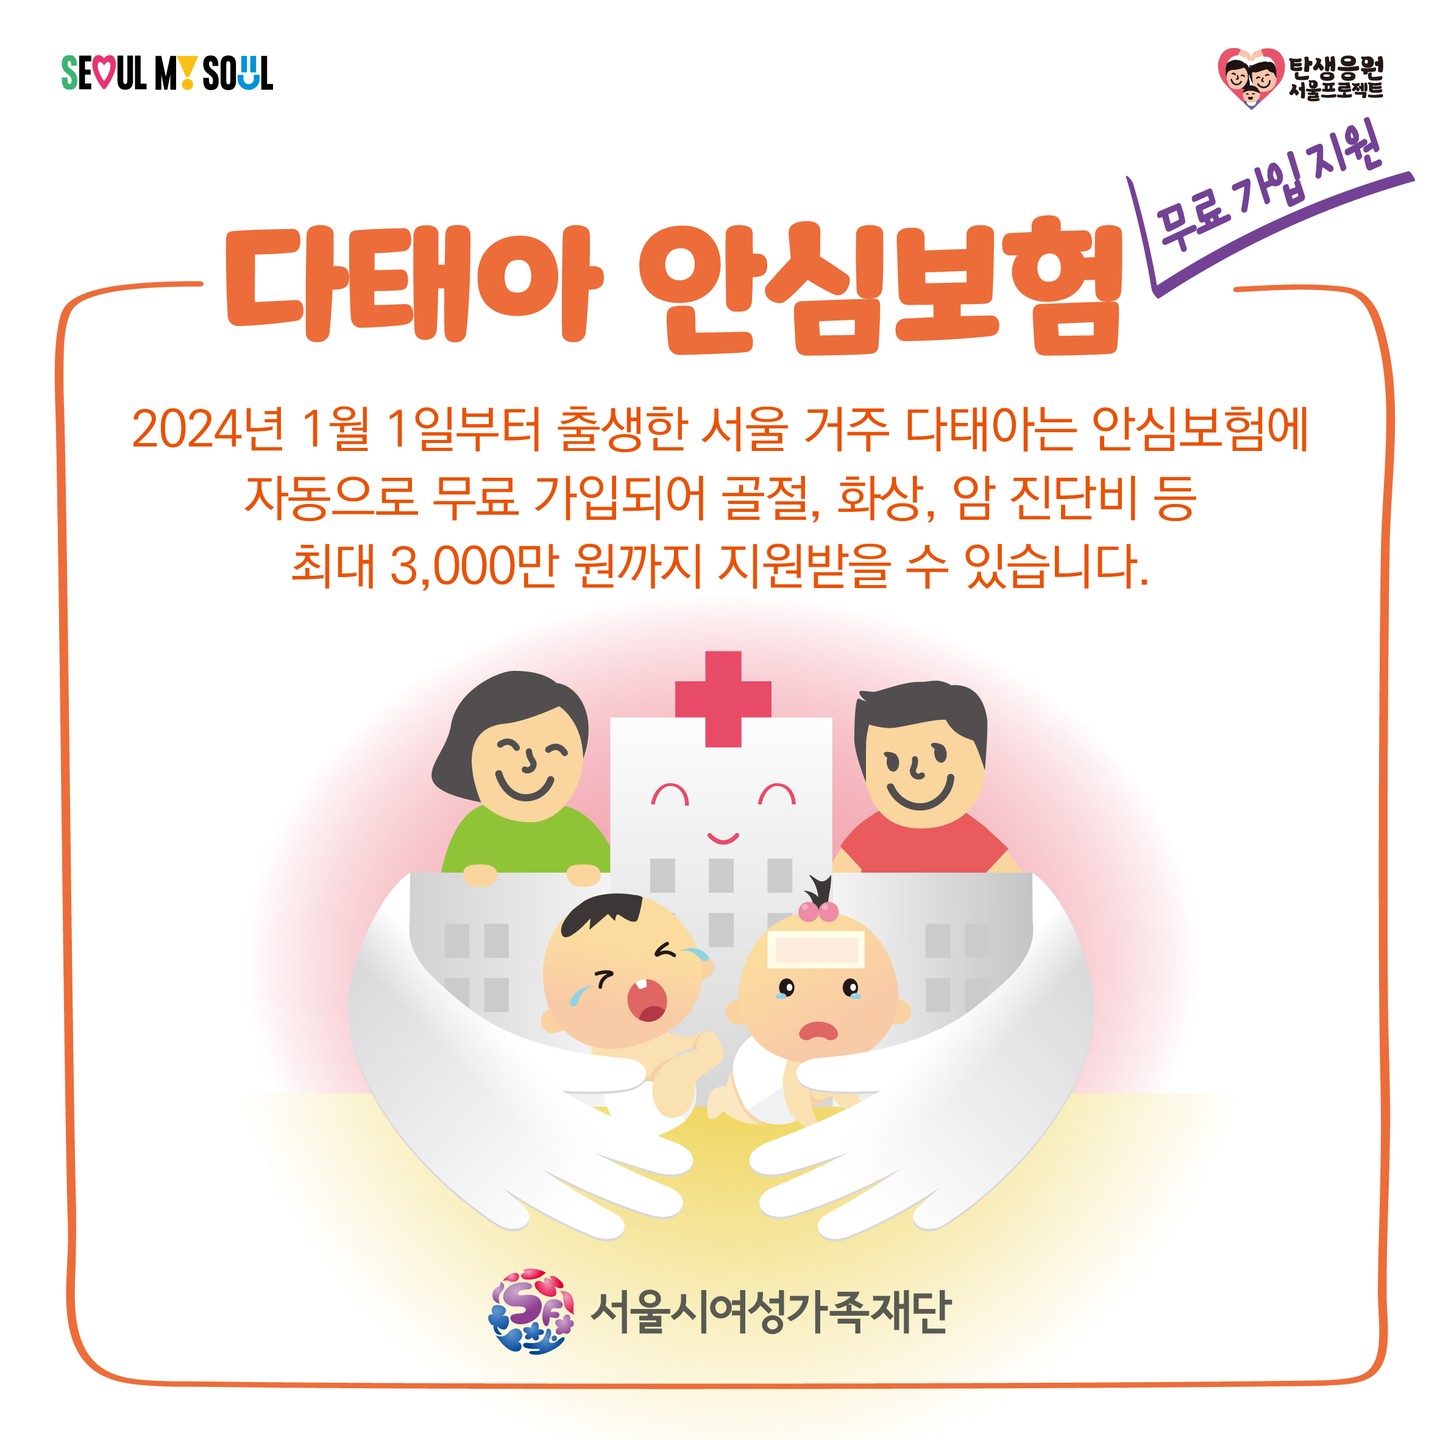 SEOUL MY SOUL
탄생응원
서울프로젝트
무료 가입 지원
다태아 안심보험
2024년 1월 1일부터 출생한 서울 거주 다태아는 안심보험에
자동으로 무료 가입되어 골절, 화상, 암 진단비 등
최대 3,000만 원까지 지원받을 수 있습니다.
SF
서울시여성가족재단